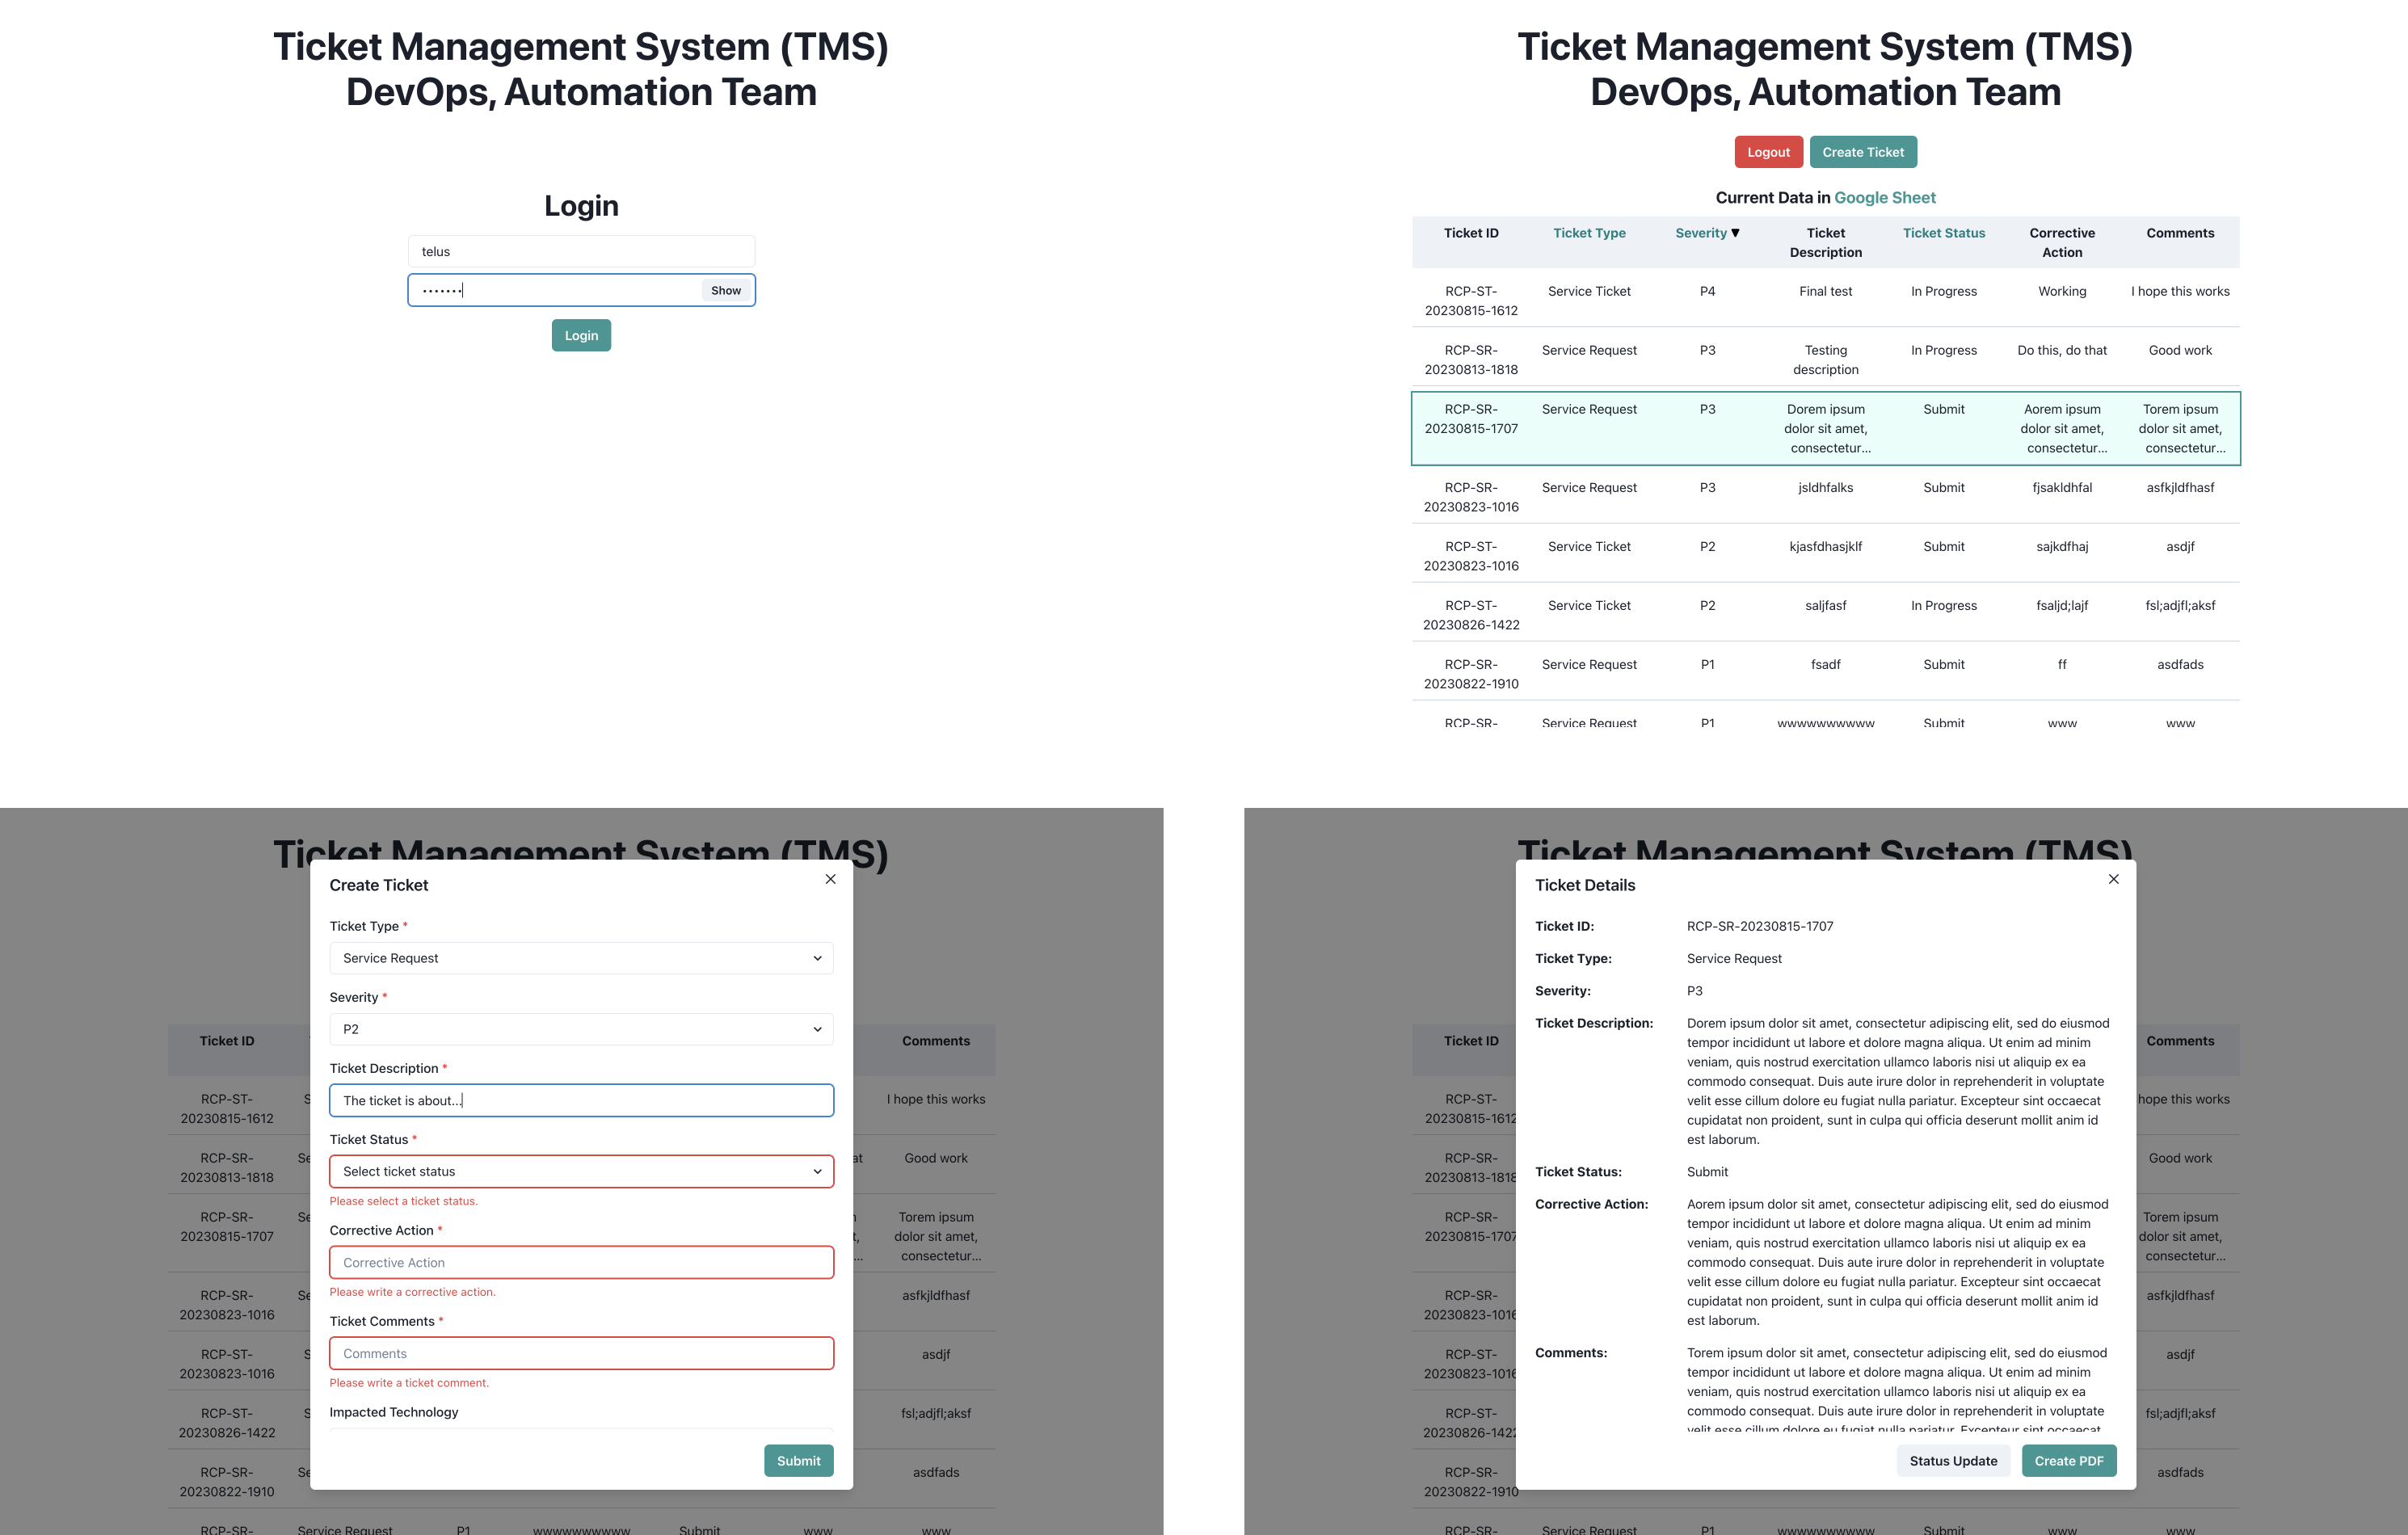 Ticket Management System (TMS)
DevOps, Automation Team
Login
telus
•••••••
Show
Login
Ticket Management System (TMS)
DevOps, Automation Team
Logout Create Ticket
Current Data in Google Sheet
Ticket ID Ticket Type Severity ▼ Ticket Description Ticket Status Corrective Action Comments
RCP-ST-20230815-1612 Service Ticket P4 Final test In Progress Working I hope this works
RCP-SR-20230813-1818 Service Request P3 Testing description In Progress Do this, do that Good work
RCP-SR-20230815-1707 Service Request P3 Dorem ipsum dolor sit amet, consectetur... Submit Aorem ipsum dolor sit amet, consectetur... Torem ipsum dolor sit amet, consectetur...
RCP-SR-20230823-1016 Service Request P3 jsldhfalks Submit fjsakldhfal asfkjldfhasf
RCP-ST-20230823-1016 Service Ticket P2 kjasfdhasjklf Submit sajkdfhaj asdjf
RCP-ST-20230826-1422 Service Ticket P2 saljfasf In Progress fsaljd;lajf fsl;adjfl;aksf
RCP-SR-20230822-1910 Service Request P1 fsadf Submit ff asdfads
RCP-SR- Service Request P1 wwwwwwwwww Submit www www
Ticket Management System (TMS)
Create Ticket
Ticket Type *
Service Request
Severity *
P2
Ticket Description *
The ticket is about...
Ticket Status *
Select ticket status
Please select a ticket status.
Corrective Action *
Corrective Action
Please write a corrective action.
Ticket Comments *
Comments
Please write a ticket comment.
Impacted Technology
Submit
Ticket ID Comments
RCP-ST-20230815-1612 I hope this works
RCP-SR-20230813-1818 Good work
RCP-SR-20230815-1707 Torem ipsum dolor sit amet, consectetur...
RCP-SR-20230823-1016 asfkjldfhasf
RCP-ST-20230823-1016 asdjf
RCP-ST-20230826-1422 fsl;adjfl;aksf
RCP-SR-20230822-1910 asdfads
RCP-SR- Service Request P1 wwwwwwwwww Submit www www
Ticket Management System (TMS)
Ticket Details
Ticket ID: RCP-SR-20230815-1707
Ticket Type: Service Request
Severity: P3
Ticket Description: Dorem ipsum dolor sit amet, consectetur adipiscing elit, sed do eiusmod
tempor incididunt ut labore et dolore magna aliqua. Ut enim ad minim
veniam, quis nostrud exercitation ullamco laboris nisi ut aliquip ex ea
commodo consequat. Duis aute irure dolor in reprehenderit in voluptate
velit esse cillum dolore eu fugiat nulla pariatur. Excepteur sint occaecat
cupidatat non proident, sunt in culpa qui officia deserunt mollit anim id
est laborum.
Ticket Status: Submit
Corrective Action: Aorem ipsum dolor sit amet, consectetur adipiscing elit, sed do eiusmod
tempor incididunt ut labore et dolore magna aliqua. Ut enim ad minim
veniam, quis nostrud exercitation ullamco laboris nisi ut aliquip ex ea
commodo consequat. Duis aute irure dolor in reprehenderit in voluptate
velit esse cillum dolore eu fugiat nulla pariatur. Excepteur sint occaecat
cupidatat non proident, sunt in culpa qui officia deserunt mollit anim id
est laborum.
Comments: Torem ipsum dolor sit amet, consectetur adipiscing elit, sed do eiusmod
tempor incididunt ut labore et dolore magna aliqua. Ut enim ad minim
veniam, quis nostrud exercitation ullamco laboris nisi ut aliquip ex ea
commodo consequat. Duis aute irure dolor in reprehenderit in voluptate
velit esse cillum dolore eu fugiat nulla pariatur. Excepteur sint occaecat
Status Update Create PDF
Ticket ID Comments
RCP-ST-20230815-1612 hope this works
RCP-SR-20230813-1818 Good work
RCP-SR-20230815-1707 Torem ipsum dolor sit amet, consectetur...
RCP-SR-20230823-1016 asfkjldfhasf
RCP-ST-20230823-1016 asdjf
RCP-ST-20230826-1422 fsl;adjfl;aksf
RCP-SR-20230822-1910 asdfads
RCP-SR- Service Request P1 wwwwwwwwww Submit www www